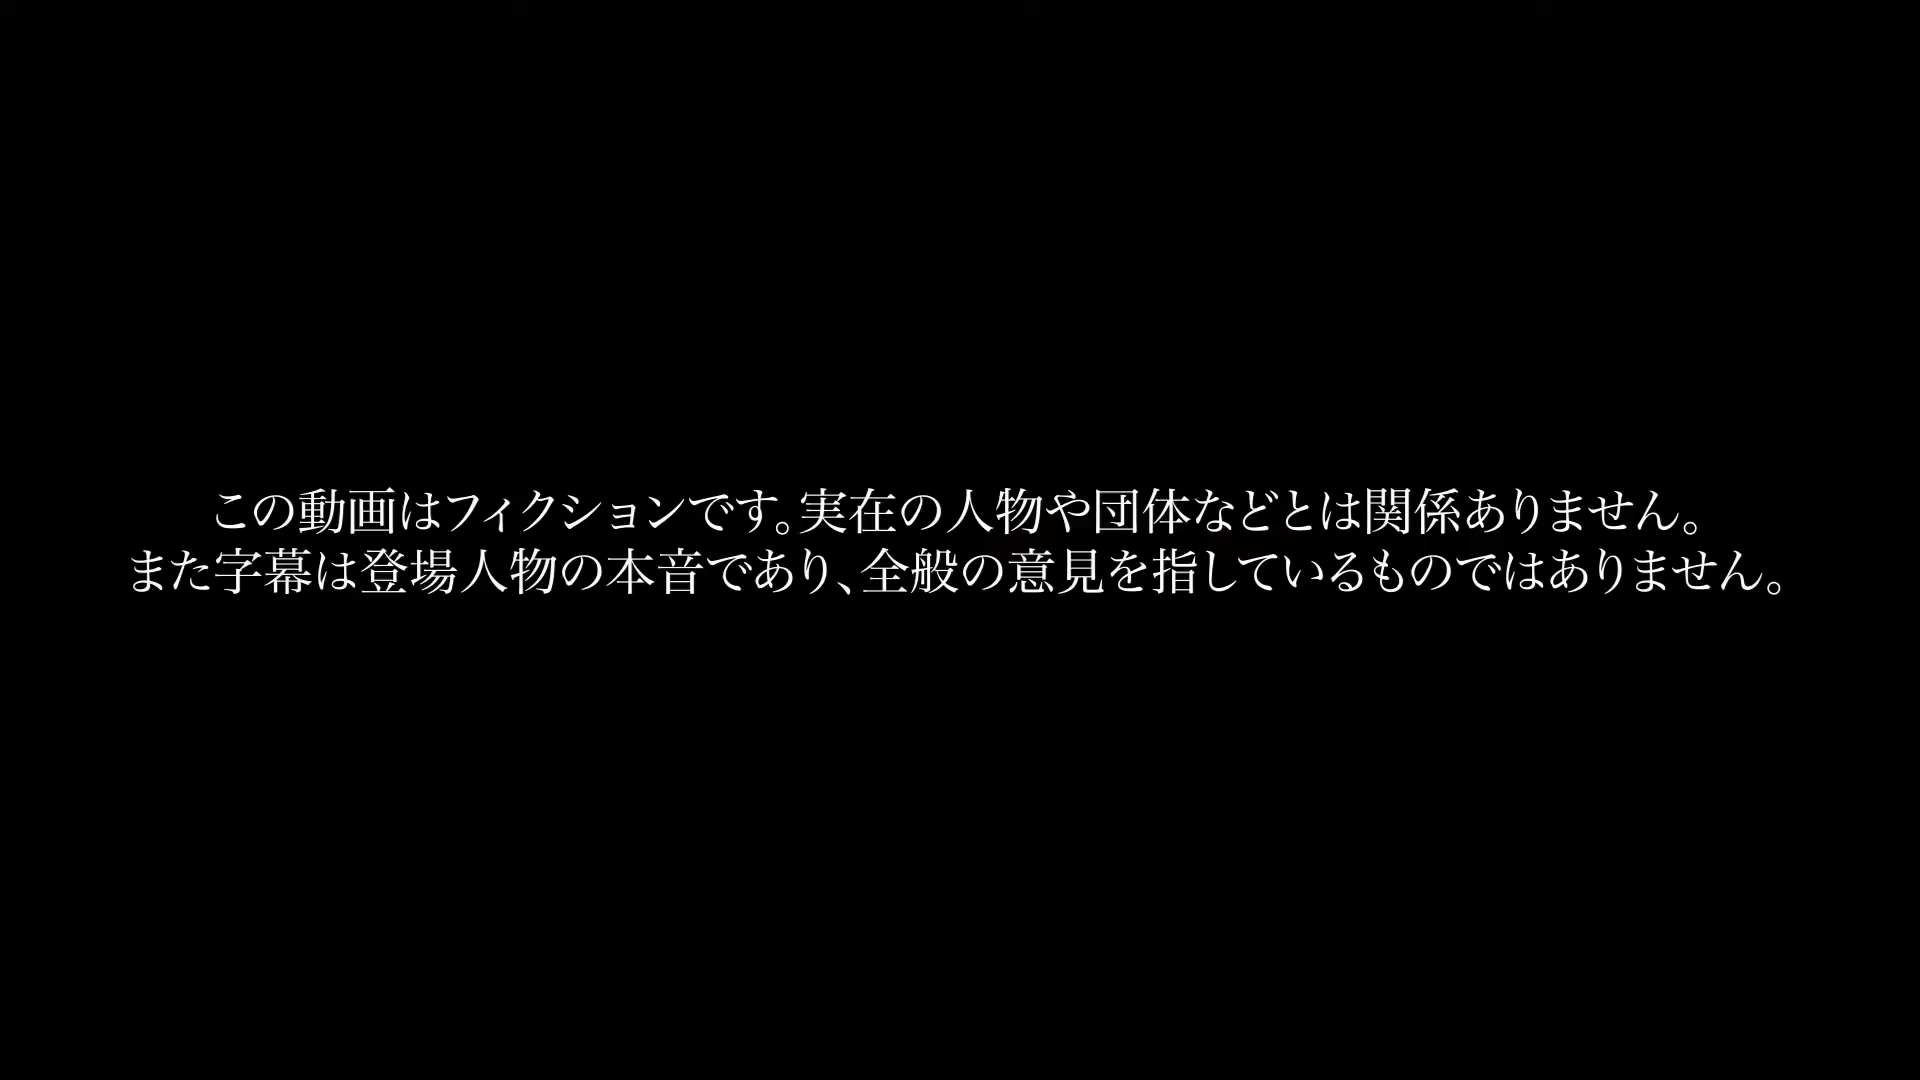 この動画はフィクションです。実在の人物や団体などとは関係ありません。
また字幕は登場人物の本音であり、全般の意見を指しているものではありません。